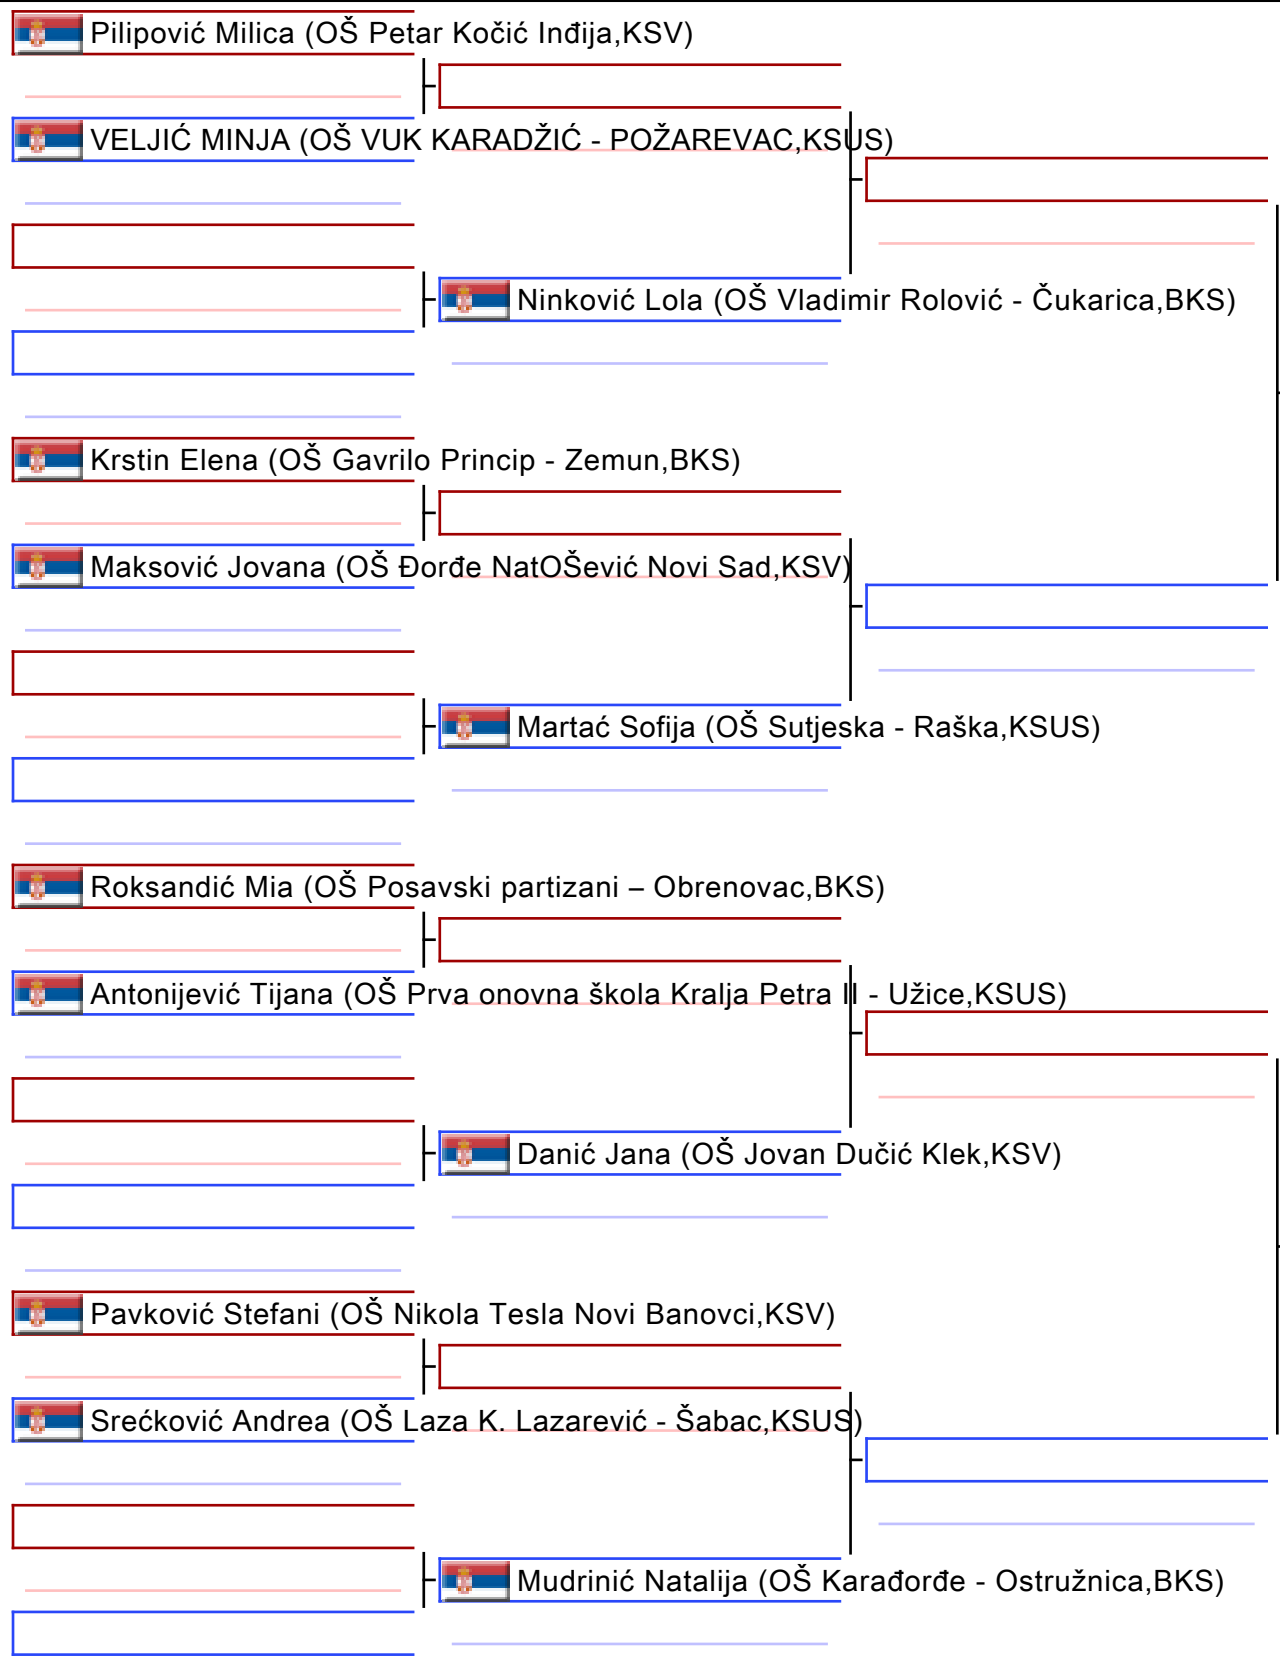 Pilipović Milica (OŠ Petar Kočić Inđija,KSV)
VELJIĆ MINJA (OŠ VUK KARADŽIĆ - POŽAREVAC,KSUS)
Ninković Lola (OŠ Vladimir Rolović - Čukarica,BKS)
Krstin Elena (OŠ Gavrilo Princip - Zemun,BKS)
Maksović Jovana (OŠ Đorđe NatOŠević Novi Sad,KSV)
Martać Sofija (OŠ Sutjeska - Raška,KSUS)
Roksandić Mia (OŠ Posavski partizani – Obrenovac,BKS)
Antonijević Tijana (OŠ Prva onovna škola Kralja Petra II - Užice,KSUS)
Danić Jana (OŠ Jovan Dučić Klek,KSV)
Pavković Stefani (OŠ Nikola Tesla Novi Banovci,KSV)
Srećković Andrea (OŠ Laza K. Lazarević - Šabac,KSUS)
Mudrinić Natalija (OŠ Karađorđe - Ostružnica,BKS)